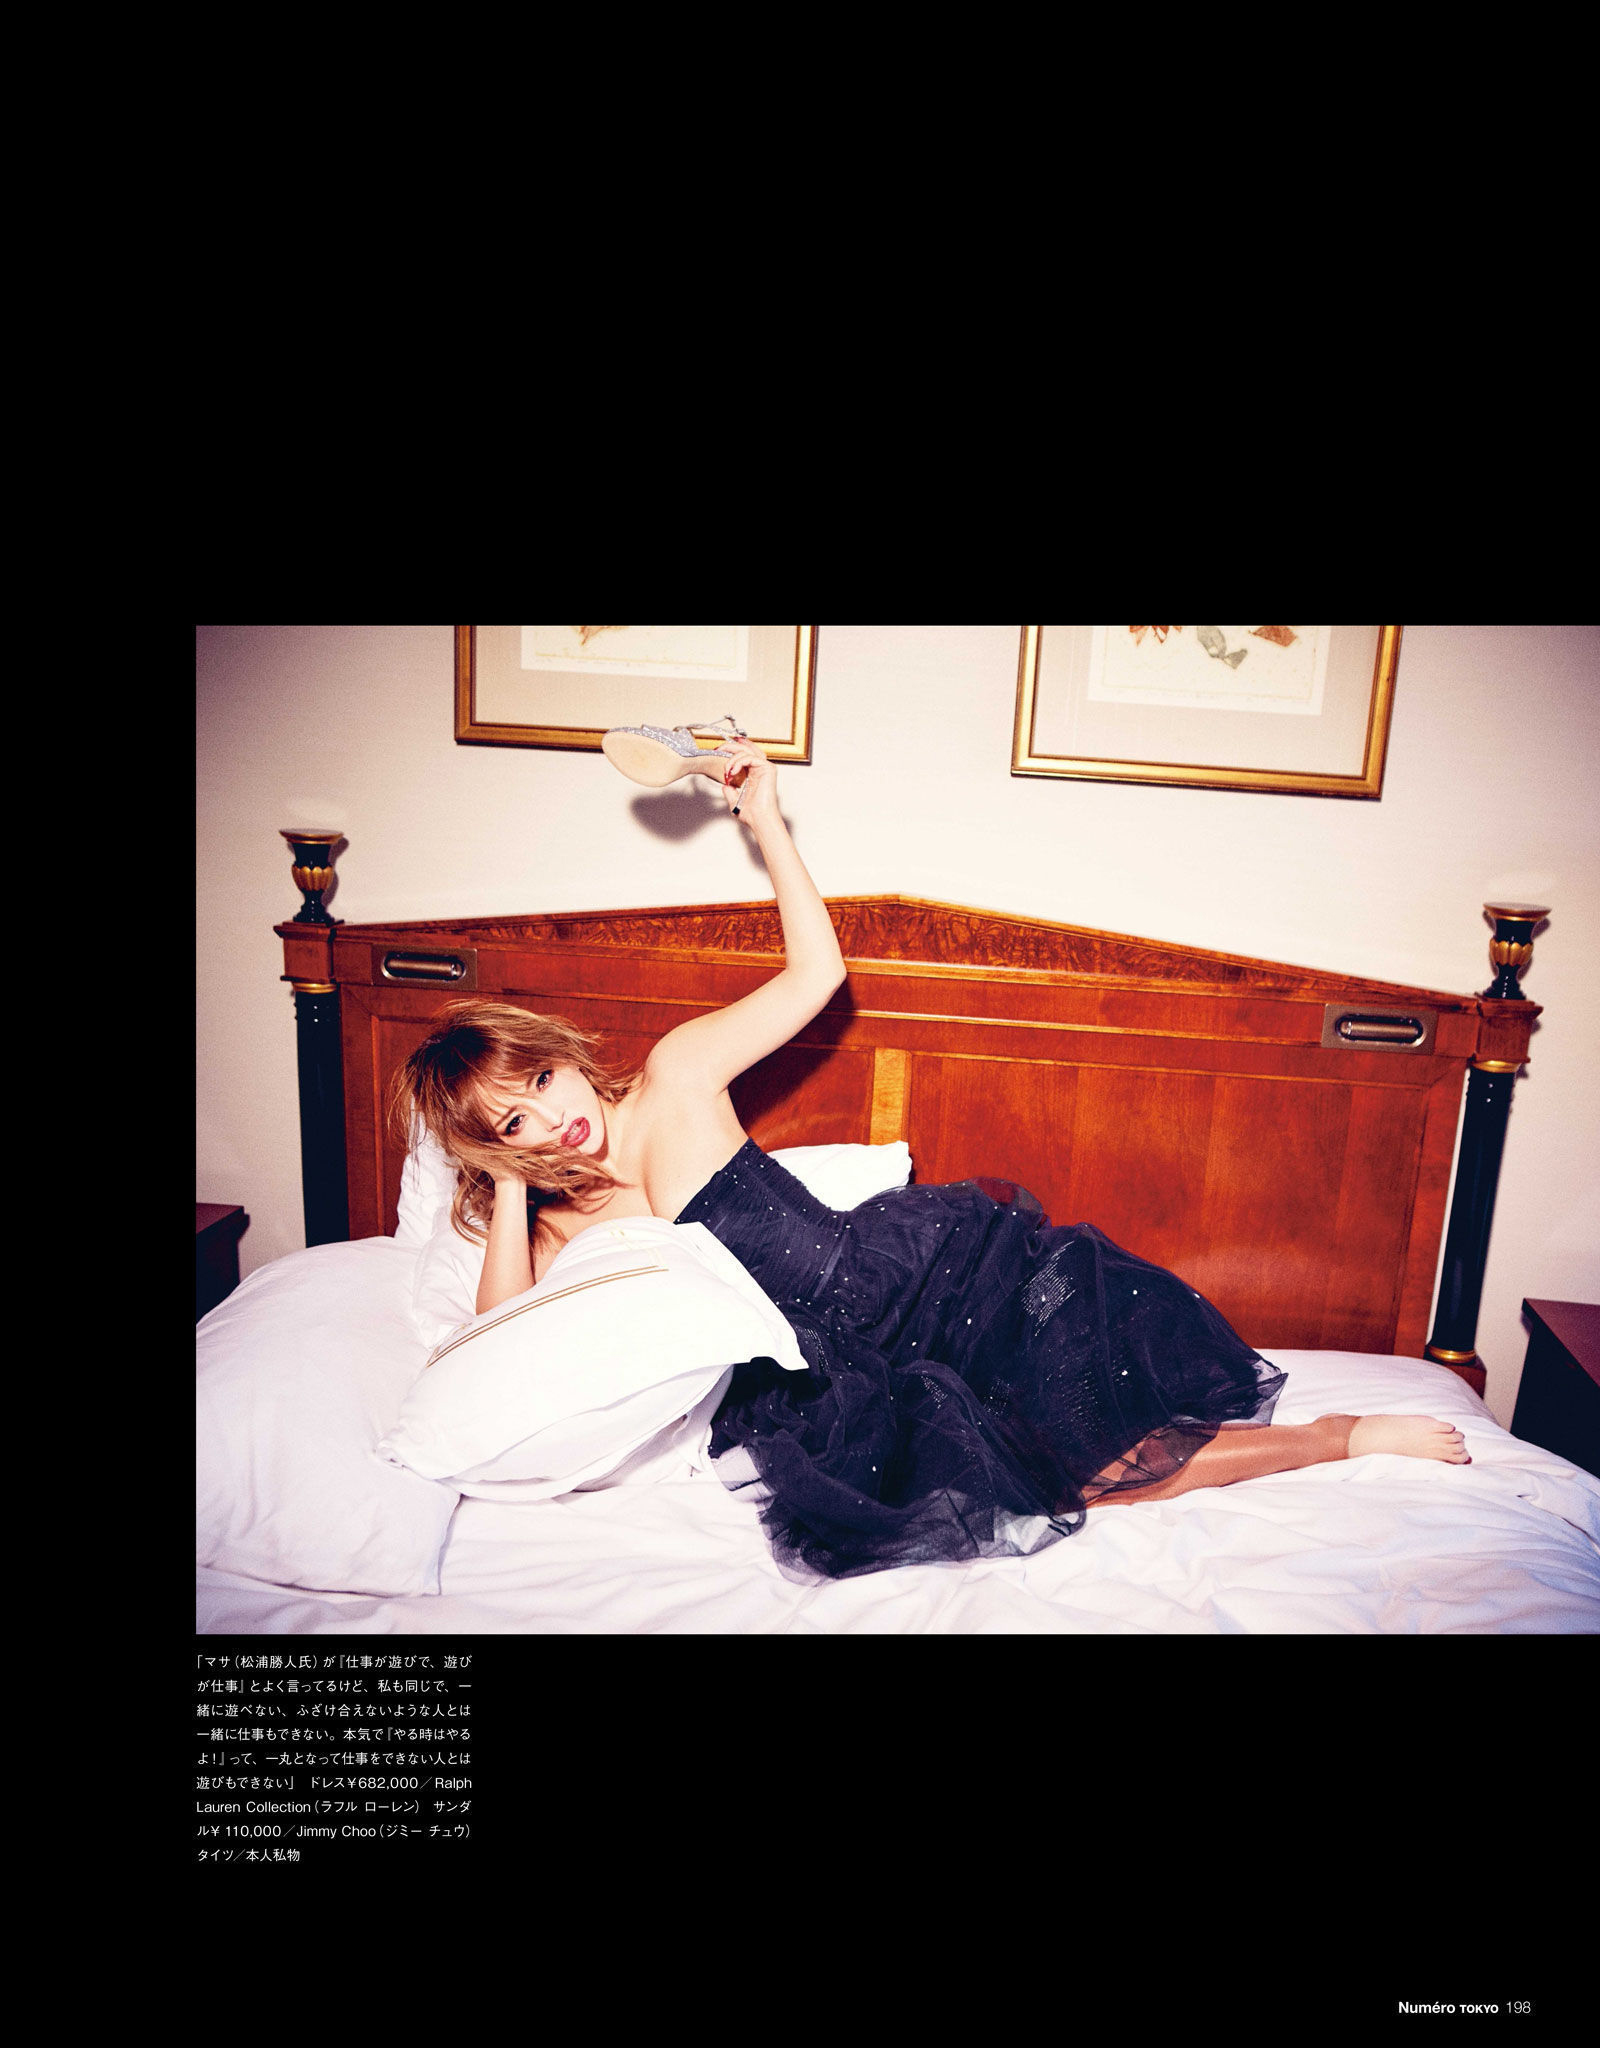 「マサ（松浦勝人氏）が『仕事が遊びで、遊び
が仕事』とよく言ってるけど、私も同じで、一
緒に遊べない、ふざけ合えないような人とは
一緒に仕事もできない。本気で『やる時はやる
よ！』って、一丸となって仕事をできない人とは
遊びもできない」　ドレス¥682,000／Ralph
Lauren Collection（ラフル ローレン）　サンダ
ル¥ 110,000／Jimmy Choo（ジミー チュウ）
タイツ／本人私物
Numéro TOKYO 198